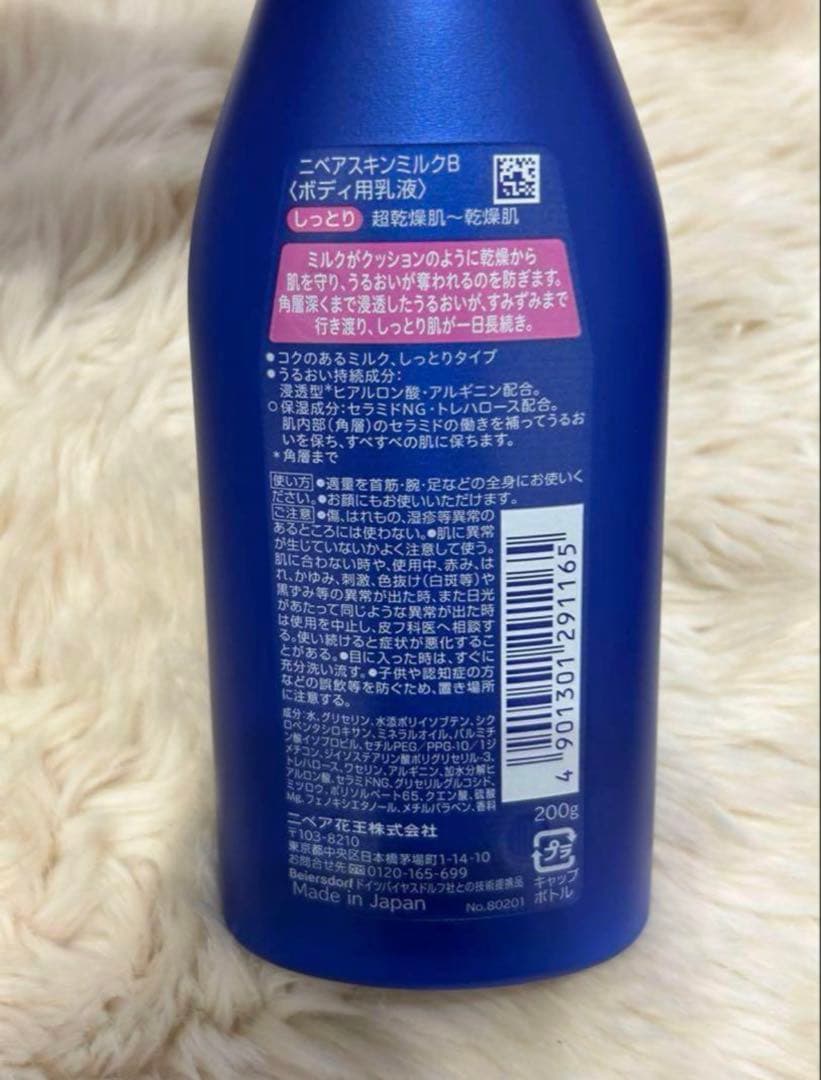 ニベアスキンミルクB
〈ボディ用乳液〉
しっとり 超乾燥肌～乾燥肌
ミルクがクッションのように乾燥から
肌を守り、うるおいが奪われるのを防ぎます。
角層深くまで浸透したうるおいが、すみずみまで
行き渡り、しっとり肌が一日長続き。
●コクのあるミルク、しっとりタイプ
●うるおい持続成分：
浸透型*ヒアルロン酸・アルギニン配合。
○保湿成分：セラミドNG・トレハロース配合。
肌内部（角層）のセラミドの働きを補ってうるお
いを保ち、すべすべの肌に保ちます。
*角層まで
使い方 ●適量を首筋・腕・足などの全身にお使いく
ださい。●お顔にもお使いいただけます。
ご注意 ●傷、はれもの、湿疹等異常の
あるところには使わない。●肌に異常
が生じていないかよく注意して使う。
肌に合わない時や、使用中、赤み、は
れ、かゆみ、刺激、色抜け（白斑等）や
黒ずみ等の異常が出た時、また日光
があたって同じような異常が出た時
は使用を中止し、皮フ科医へ相談す
る。使い続けると症状が悪化するこ
とがある。●目に入った時は、すぐに
充分洗い流す。●子供や認知症の方
などの誤飲等を防ぐため、置き場所
に注意する。
成分：水、グリセリン、水添ポリイソブテン、シク
ロペンタシロキサン、ミネラルオイル、パルミチ
ン酸イソプロピル、セチルPEG/PPG-10/1ジ
メチコン、ジイソステアリン酸ポリグリセリル-3、
トレハロース、ワセリン、アルギニン、加水分解ヒ
アルロン酸、セラミドNG、グリセリルグルコシド、
ミツロウ、ポリソルベート65、クエン酸、硫酸
Mg、フェノキシエタノール、メチルパラベン、香料
4 901301 291165
200g
プラ
キャップ
ボトル
ニベア花王株式会社
〒103-8210
東京都中央区日本橋茅場町1-14-10
お問合せ先 0120-165-699
Beiersdorf ドイツバイヤスドルフ社との技術提携品
Made in Japan No.80201